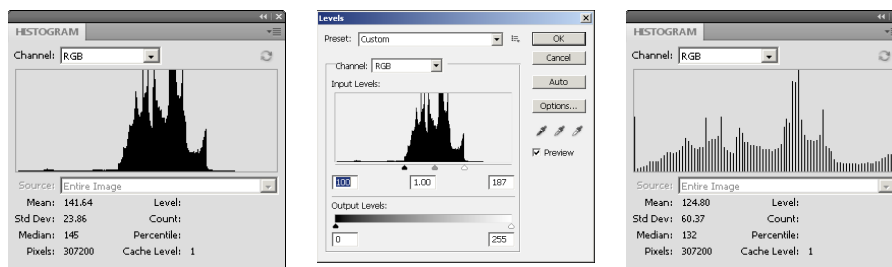 HISTOGRAM
Channel: RGB
Source: Entire Image
Mean: 141.64 Level:
Std Dev: 23.86 Count:
Median: 145 Percentile:
Pixels: 307200 Cache Level: 1
Levels
Preset: Custom
OK
Cancel
Auto
Options...
Preview
Channel: RGB
Input Levels:
100 1.00 187
Output Levels:
0 255
HISTOGRAM
Channel: RGB
Source: Entire Image
Mean: 124.80 Level:
Std Dev: 60.37 Count:
Median: 132 Percentile:
Pixels: 307200 Cache Level: 1